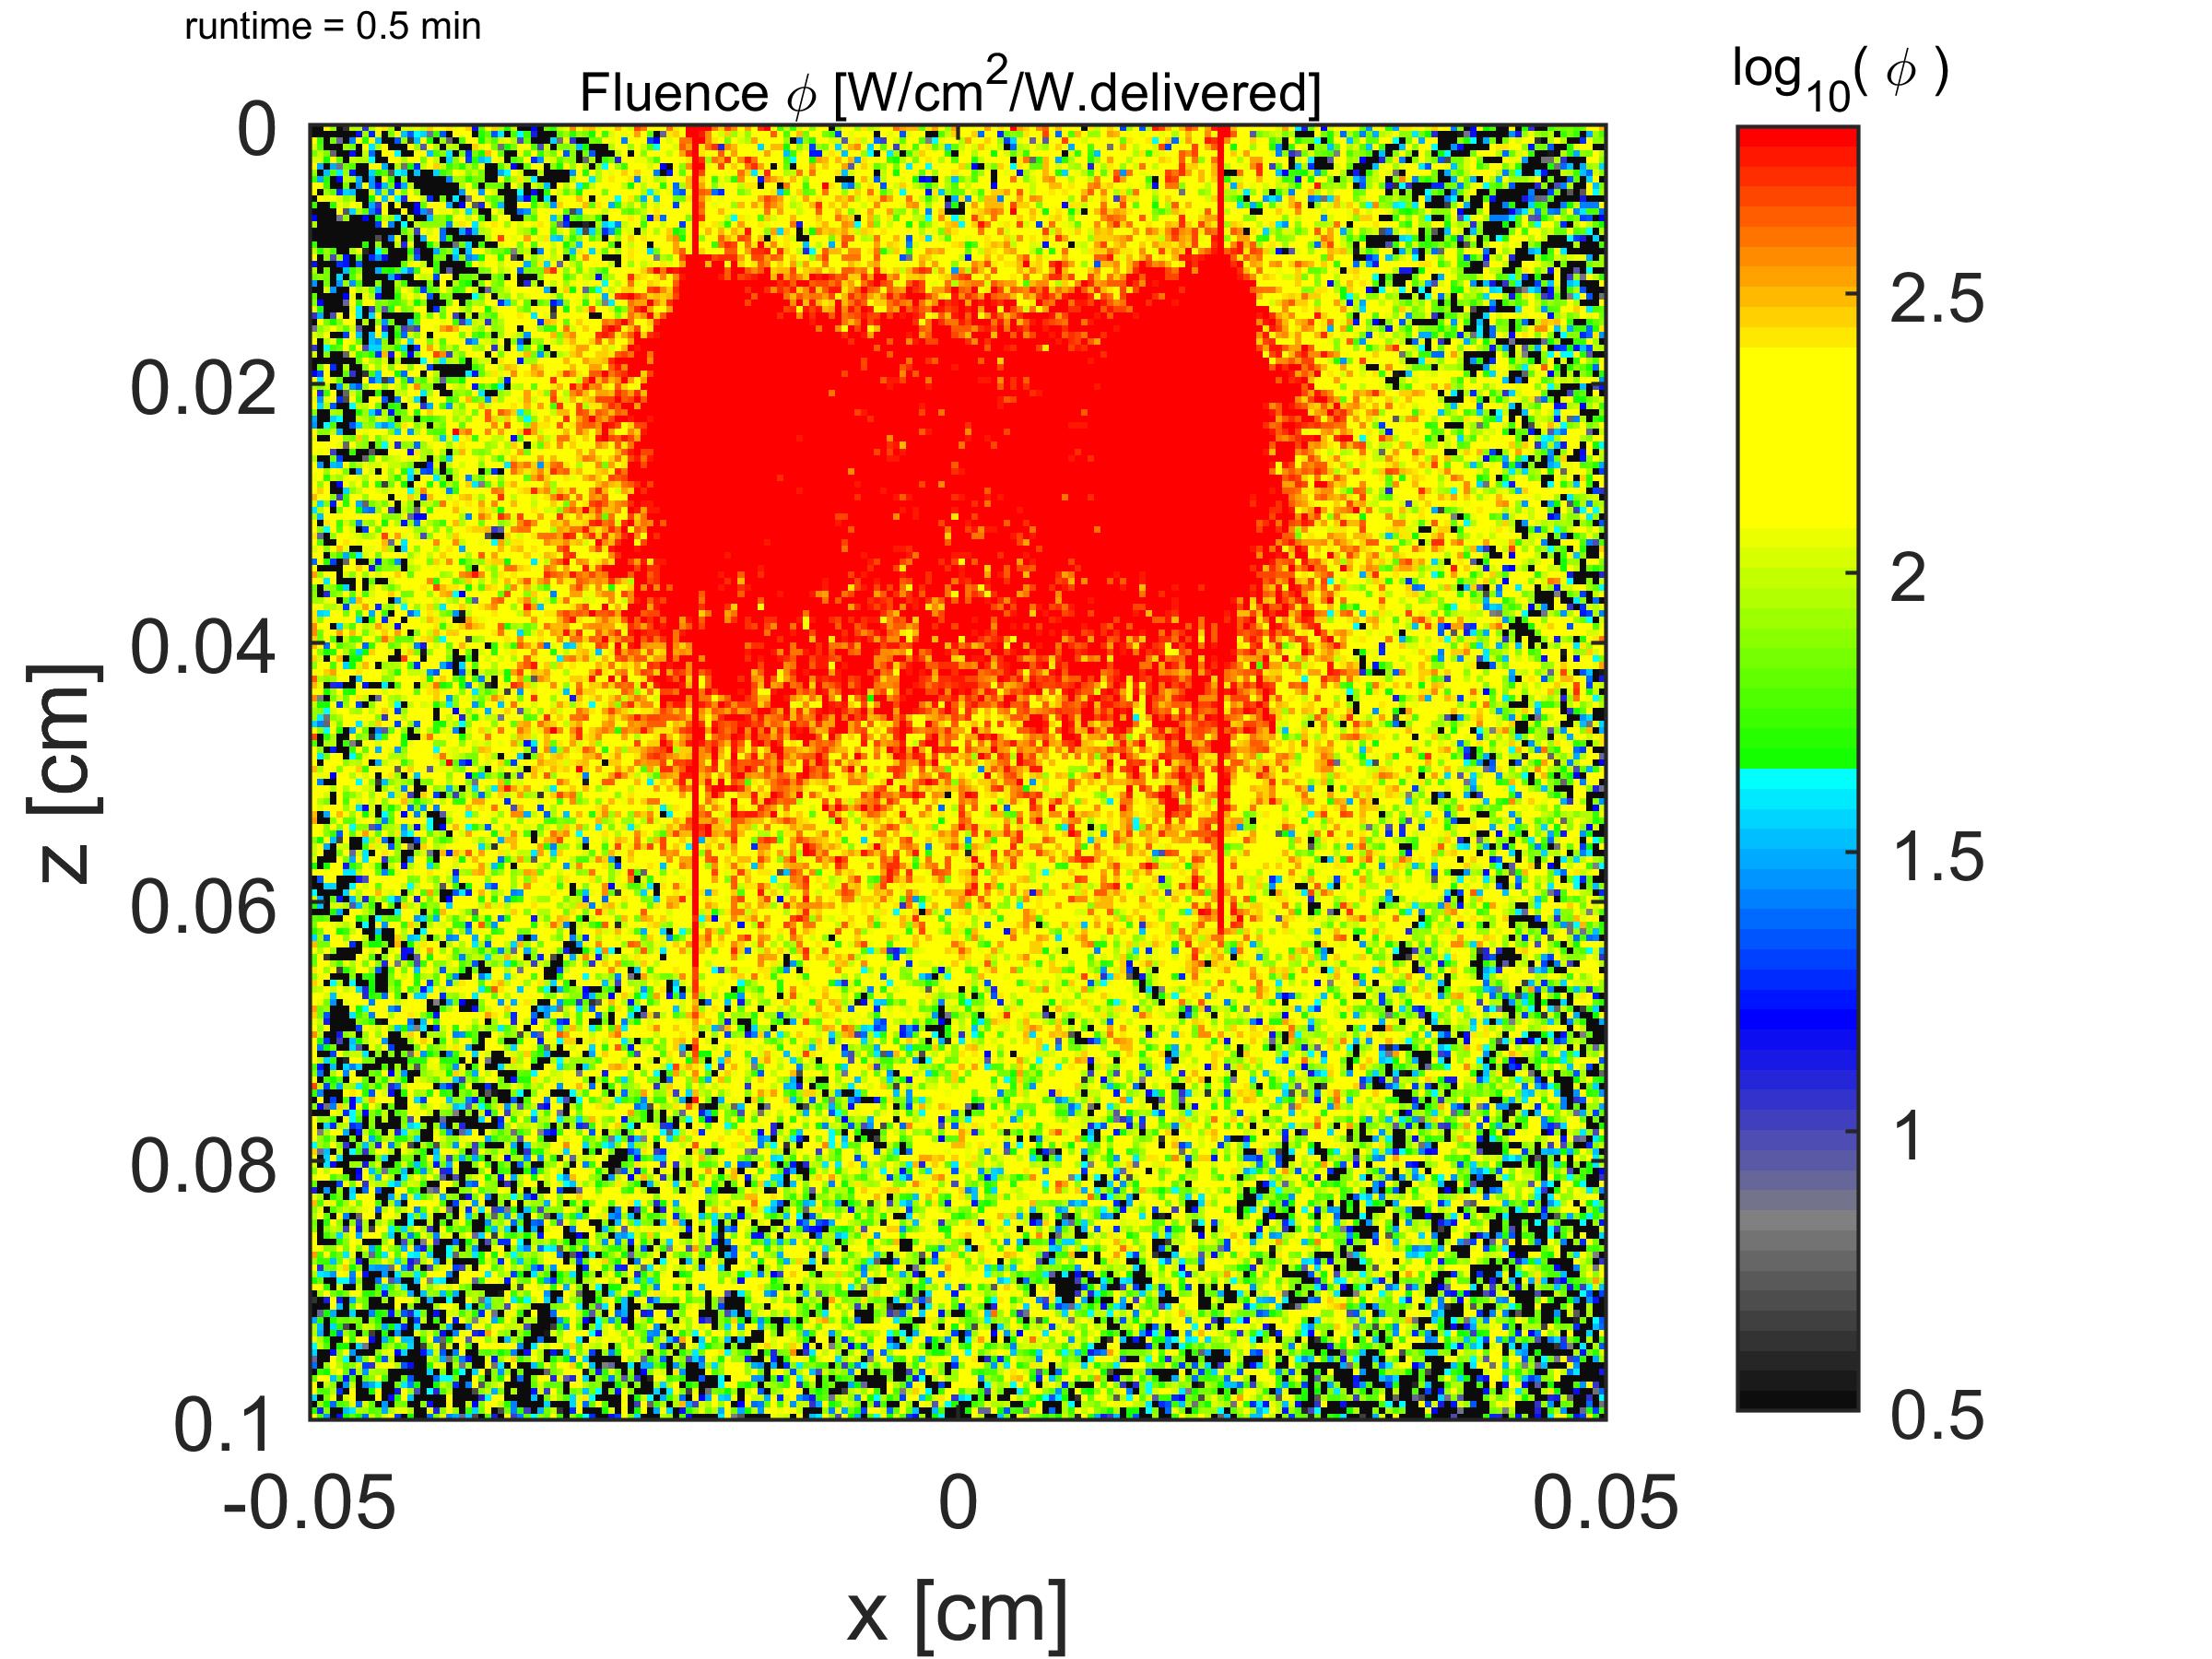 runtime = 0.5 min
Fluence ϕ [W/cm²/W.delivered]
log₁₀( ϕ )
0
0.02
0.04
0.06
0.08
0.1
z [cm]
-0.05
0
0.05
x [cm]
2.5
2
1.5
1
0.5